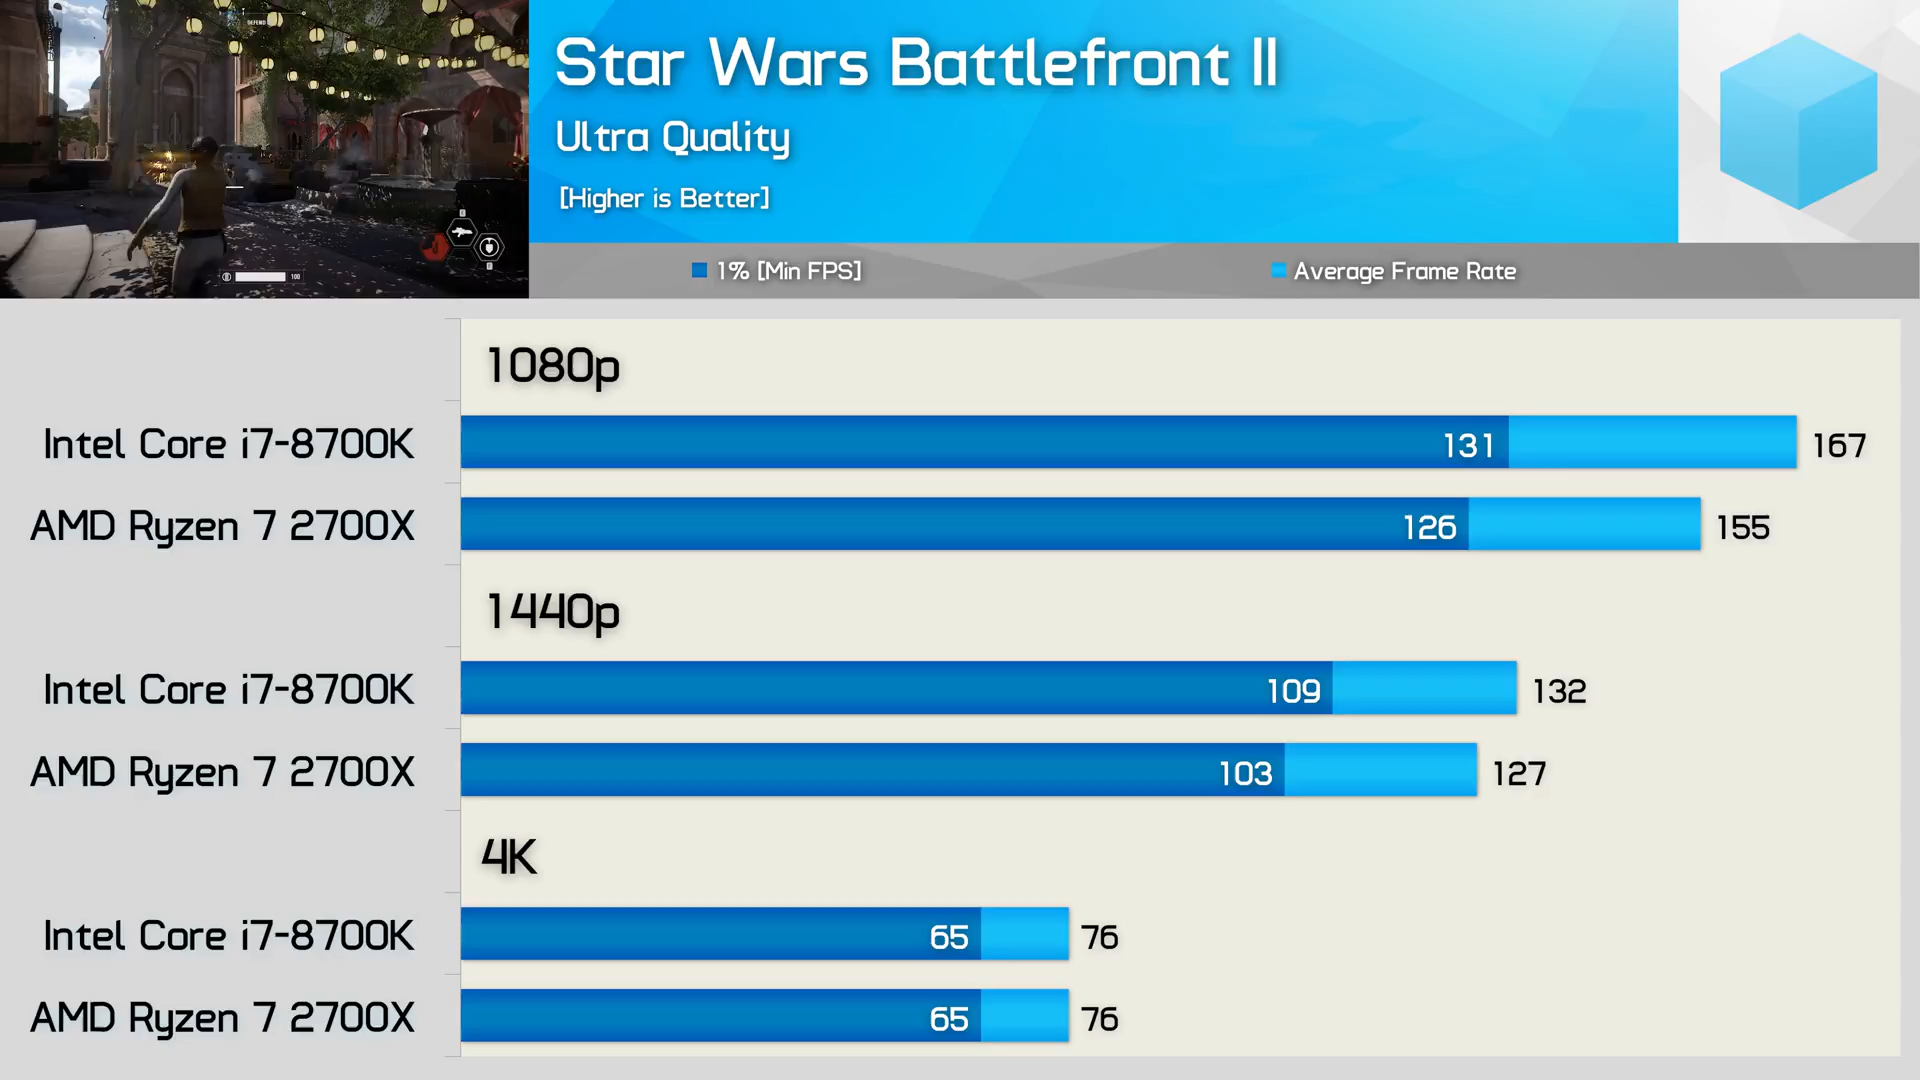 DEFEND
100
Star Wars Battlefront II
Ultra Quality
[Higher is Better]
1% [Min FPS]
Average Frame Rate
1080p
Intel Core i7-8700K 131 167
AMD Ryzen 7 2700X 126 155
1440p
Intel Core i7-8700K 109 132
AMD Ryzen 7 2700X 103 127
4K
Intel Core i7-8700K 65 76
AMD Ryzen 7 2700X 65 76